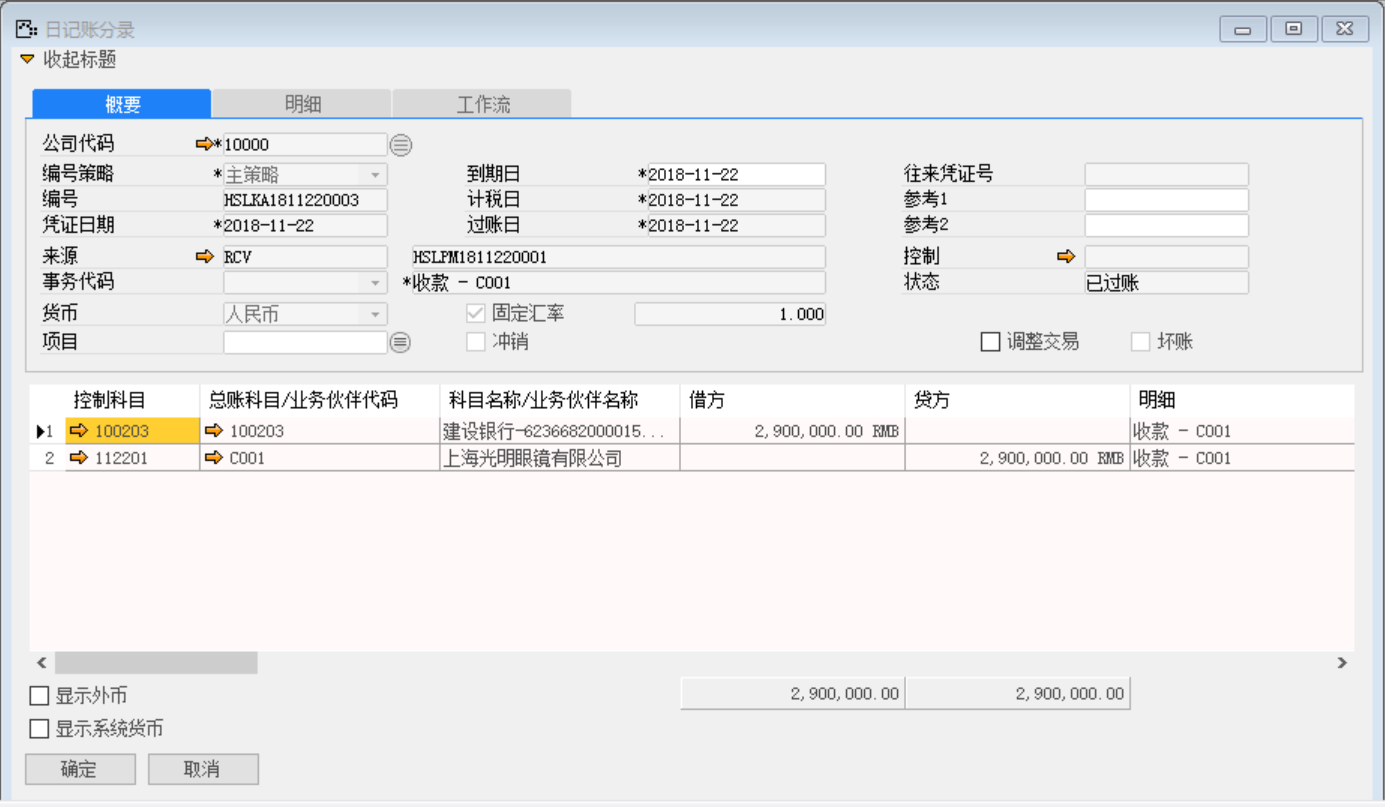 日记账分录
收起标题
概要 明细 工作流
公司代码 *10000
编号策略 *主策略 到期日 *2018-11-22 往来凭证号
编号 HSLKA1811220003 计税日 *2018-11-22 参考1
凭证日期 *2018-11-22 过账日 *2018-11-22 参考2
来源 RCV HSLPM1811220001 控制
事务代码 *收款 - C001 状态 已过账
货币 人民币 固定汇率 1.000
项目 冲销 调整交易 坏账
控制科目 总账科目/业务伙伴代码 科目名称/业务伙伴名称 借方 贷方 明细
1 100203 100203 建设银行-6236682000015... 2,900,000.00 RMB 收款 - C001
2 112201 C001 上海光明眼镜有限公司 2,900,000.00 RMB 收款 - C001
显示外币 2,900,000.00 2,900,000.00
显示系统货币
确定 取消